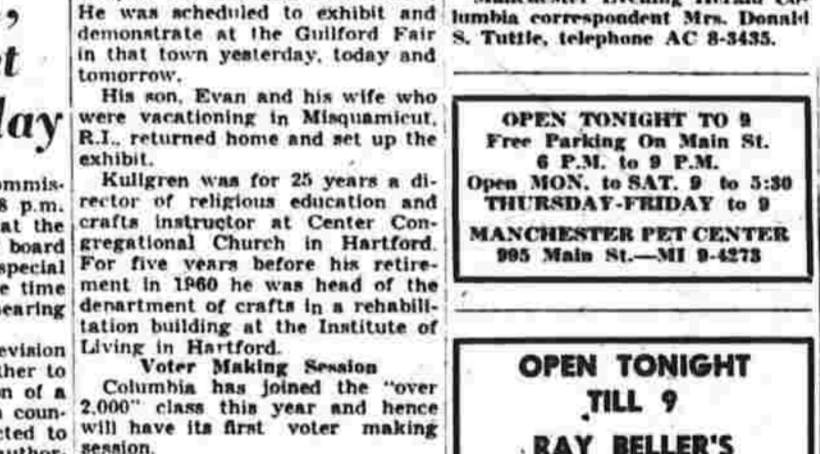 ,
t
lay
ommis-
8 p.m.
at the
board
special
e time
earing
evision
ther to
n of a
coun-
cted to
author-
He was scheduled to exhibit and
demonstrate at the Guilford Fair
in that town yesterday, today and
tomorrow.
His son, Evan and his wife who
were vacationing in Misquamicut,
R.I., returned home and set up the
exhibit.
Kullgren was for 25 years a di-
rector of religious education and
crafts instructor at Center Con-
gregational Church in Hartford.
For five years before his retire-
ment in 1960 he was head of the
department of crafts in a rehabili-
tation building at the Institute of
Living in Hartford.
Voter Making Session
Columbia has joined the "over
2,000" class this year and hence
will have its first voter making
session.
Manchester Evening Herald Co-
lumbia correspondent Mrs. Donald
S. Tuttle, telephone AC 8-3435.
OPEN TONIGHT TO 9
Free Parking On Main St.
6 P.M. to 9 P.M.
Open MON. to SAT. 9 to 5:30
THURSDAY-FRIDAY to 9
MANCHESTER PET CENTER
995 Main St.—MI 9-4273
OPEN TONIGHT
TILL 9
RAY BELLER'S